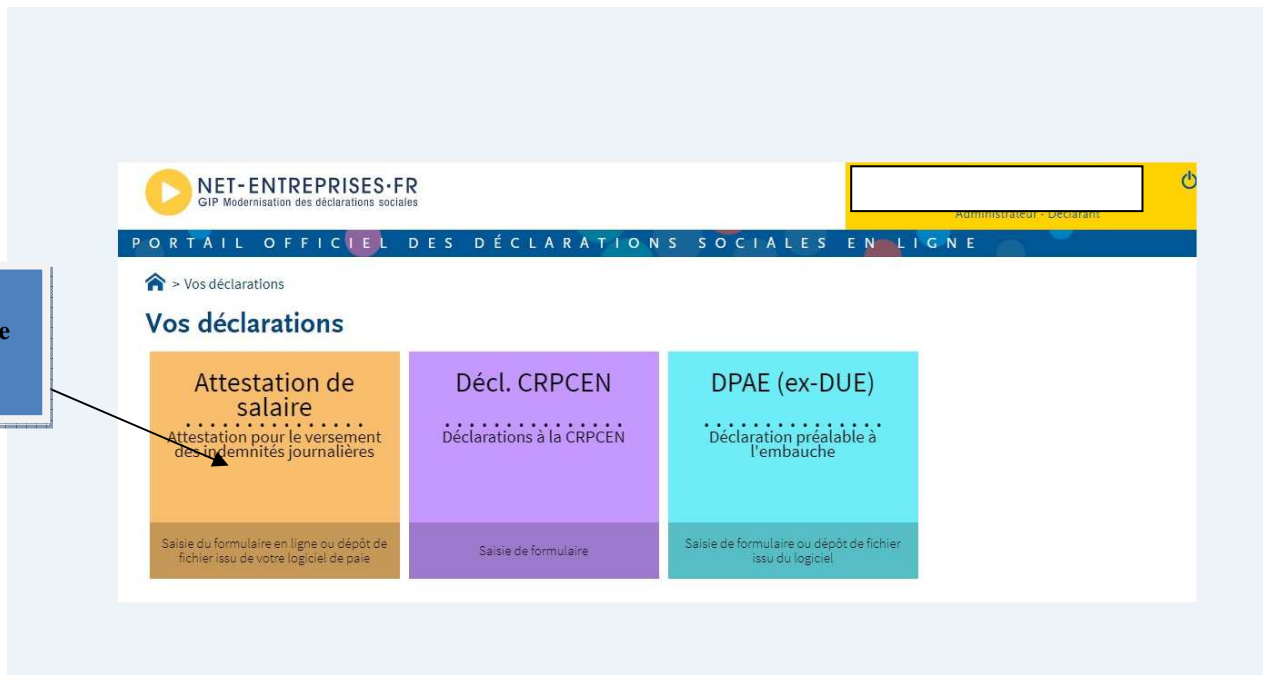 NET-ENTREPRISES•FR
GIP Modernisation des déclarations sociales
Administrateur - Déclarant
PORTAIL OFFICIEL DES DÉCLARATIONS SOCIALES EN LIGNE
> Vos déclarations
Vos déclarations
e
Attestation de
salaire
Attestation pour le versement
des indemnités journalières
Saisie du formulaire en ligne ou dépôt de
fichier issu de votre logiciel de paie
Décl. CRPCEN
Déclarations à la CRPCEN
Saisie de formulaire
DPAE (ex-DUE)
Déclaration préalable à
l'embauche
Saisie de formulaire ou dépôt de fichier
issu du logiciel